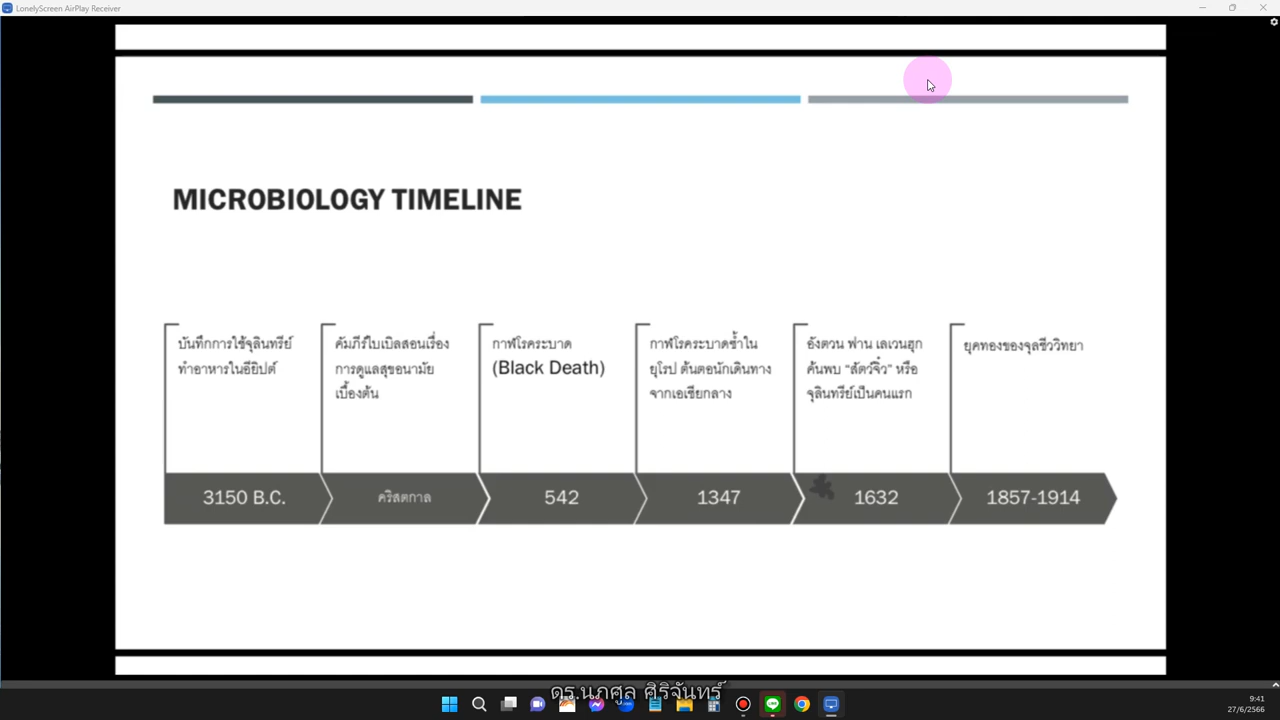 LonelyScreen AirPlay Receiver
MICROBIOLOGY TIMELINE
บันทึกการใช้จุลินทรีย์
ทำอาหารในอียิปต์
คัมภีร์ไบเบิลสอนเรื่อง
การดูแลสุขอนามัย
เบื้องต้น
กาฬโรคระบาด
(Black Death)
กาฬโรคระบาดซ้ำใน
ยุโรป ต้นตอนักเดินทาง
จากเอเชียกลาง
อังตวน ฟาน เลเวนฮุก
ค้นพบ “สัตว์จิ๋ว” หรือ
จุลินทรีย์เป็นคนแรก
ยุคทองของจุลชีววิทยา
3150 B.C.
คริสตกาล
542
1347
1632
1857-1914
ดร.นภศูล ศิริจันทร์
9:41
27/6/2566